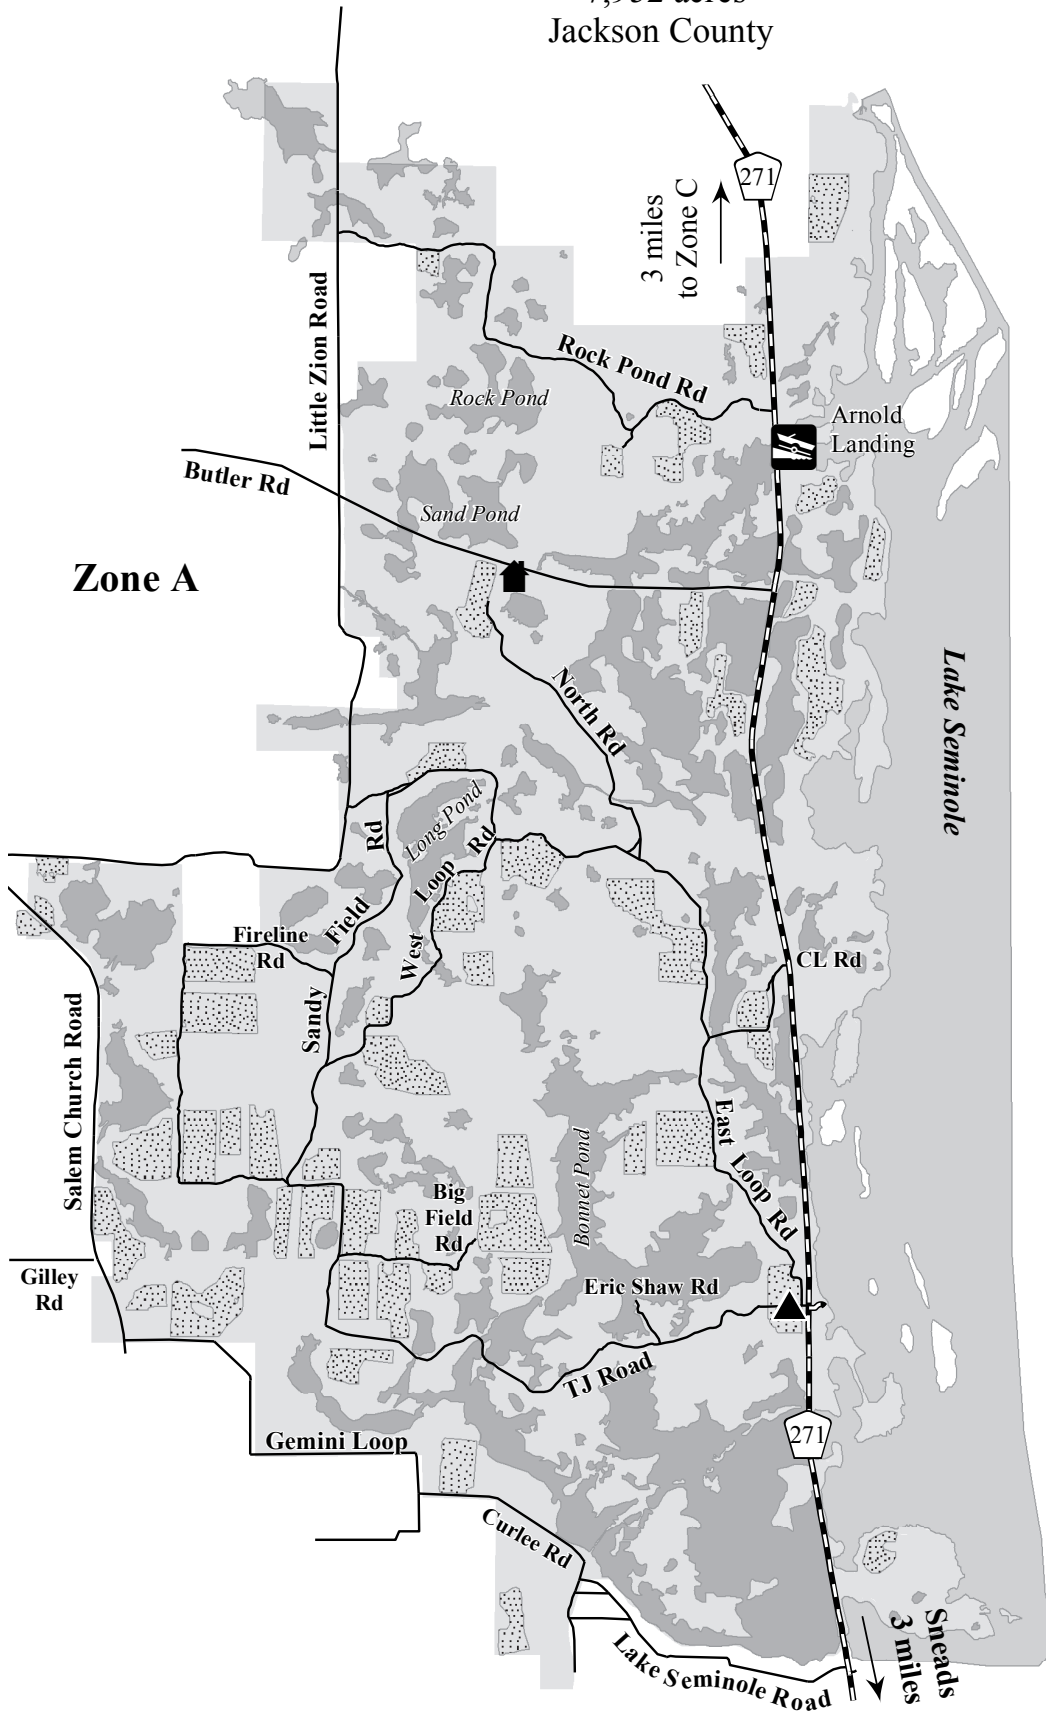 Jackson County
271
3 miles
to Zone C
Little Zion Road
Rock Pond Rd
Rock Pond
Arnold
Landing
Butler Rd
Sand Pond
Zone A
Lake Seminole
North Rd
Long Pond
Sandy Field Rd
West Loop Rd
Fireline
Rd
CL Rd
Salem Church Road
East Loop Rd
Bonnet Pond
Big
Field
Rd
Gilley
Rd
Eric Shaw Rd
TJ Road
271
Gemini Loop
Curlee Rd
Sneads
3 miles
Lake Seminole Road